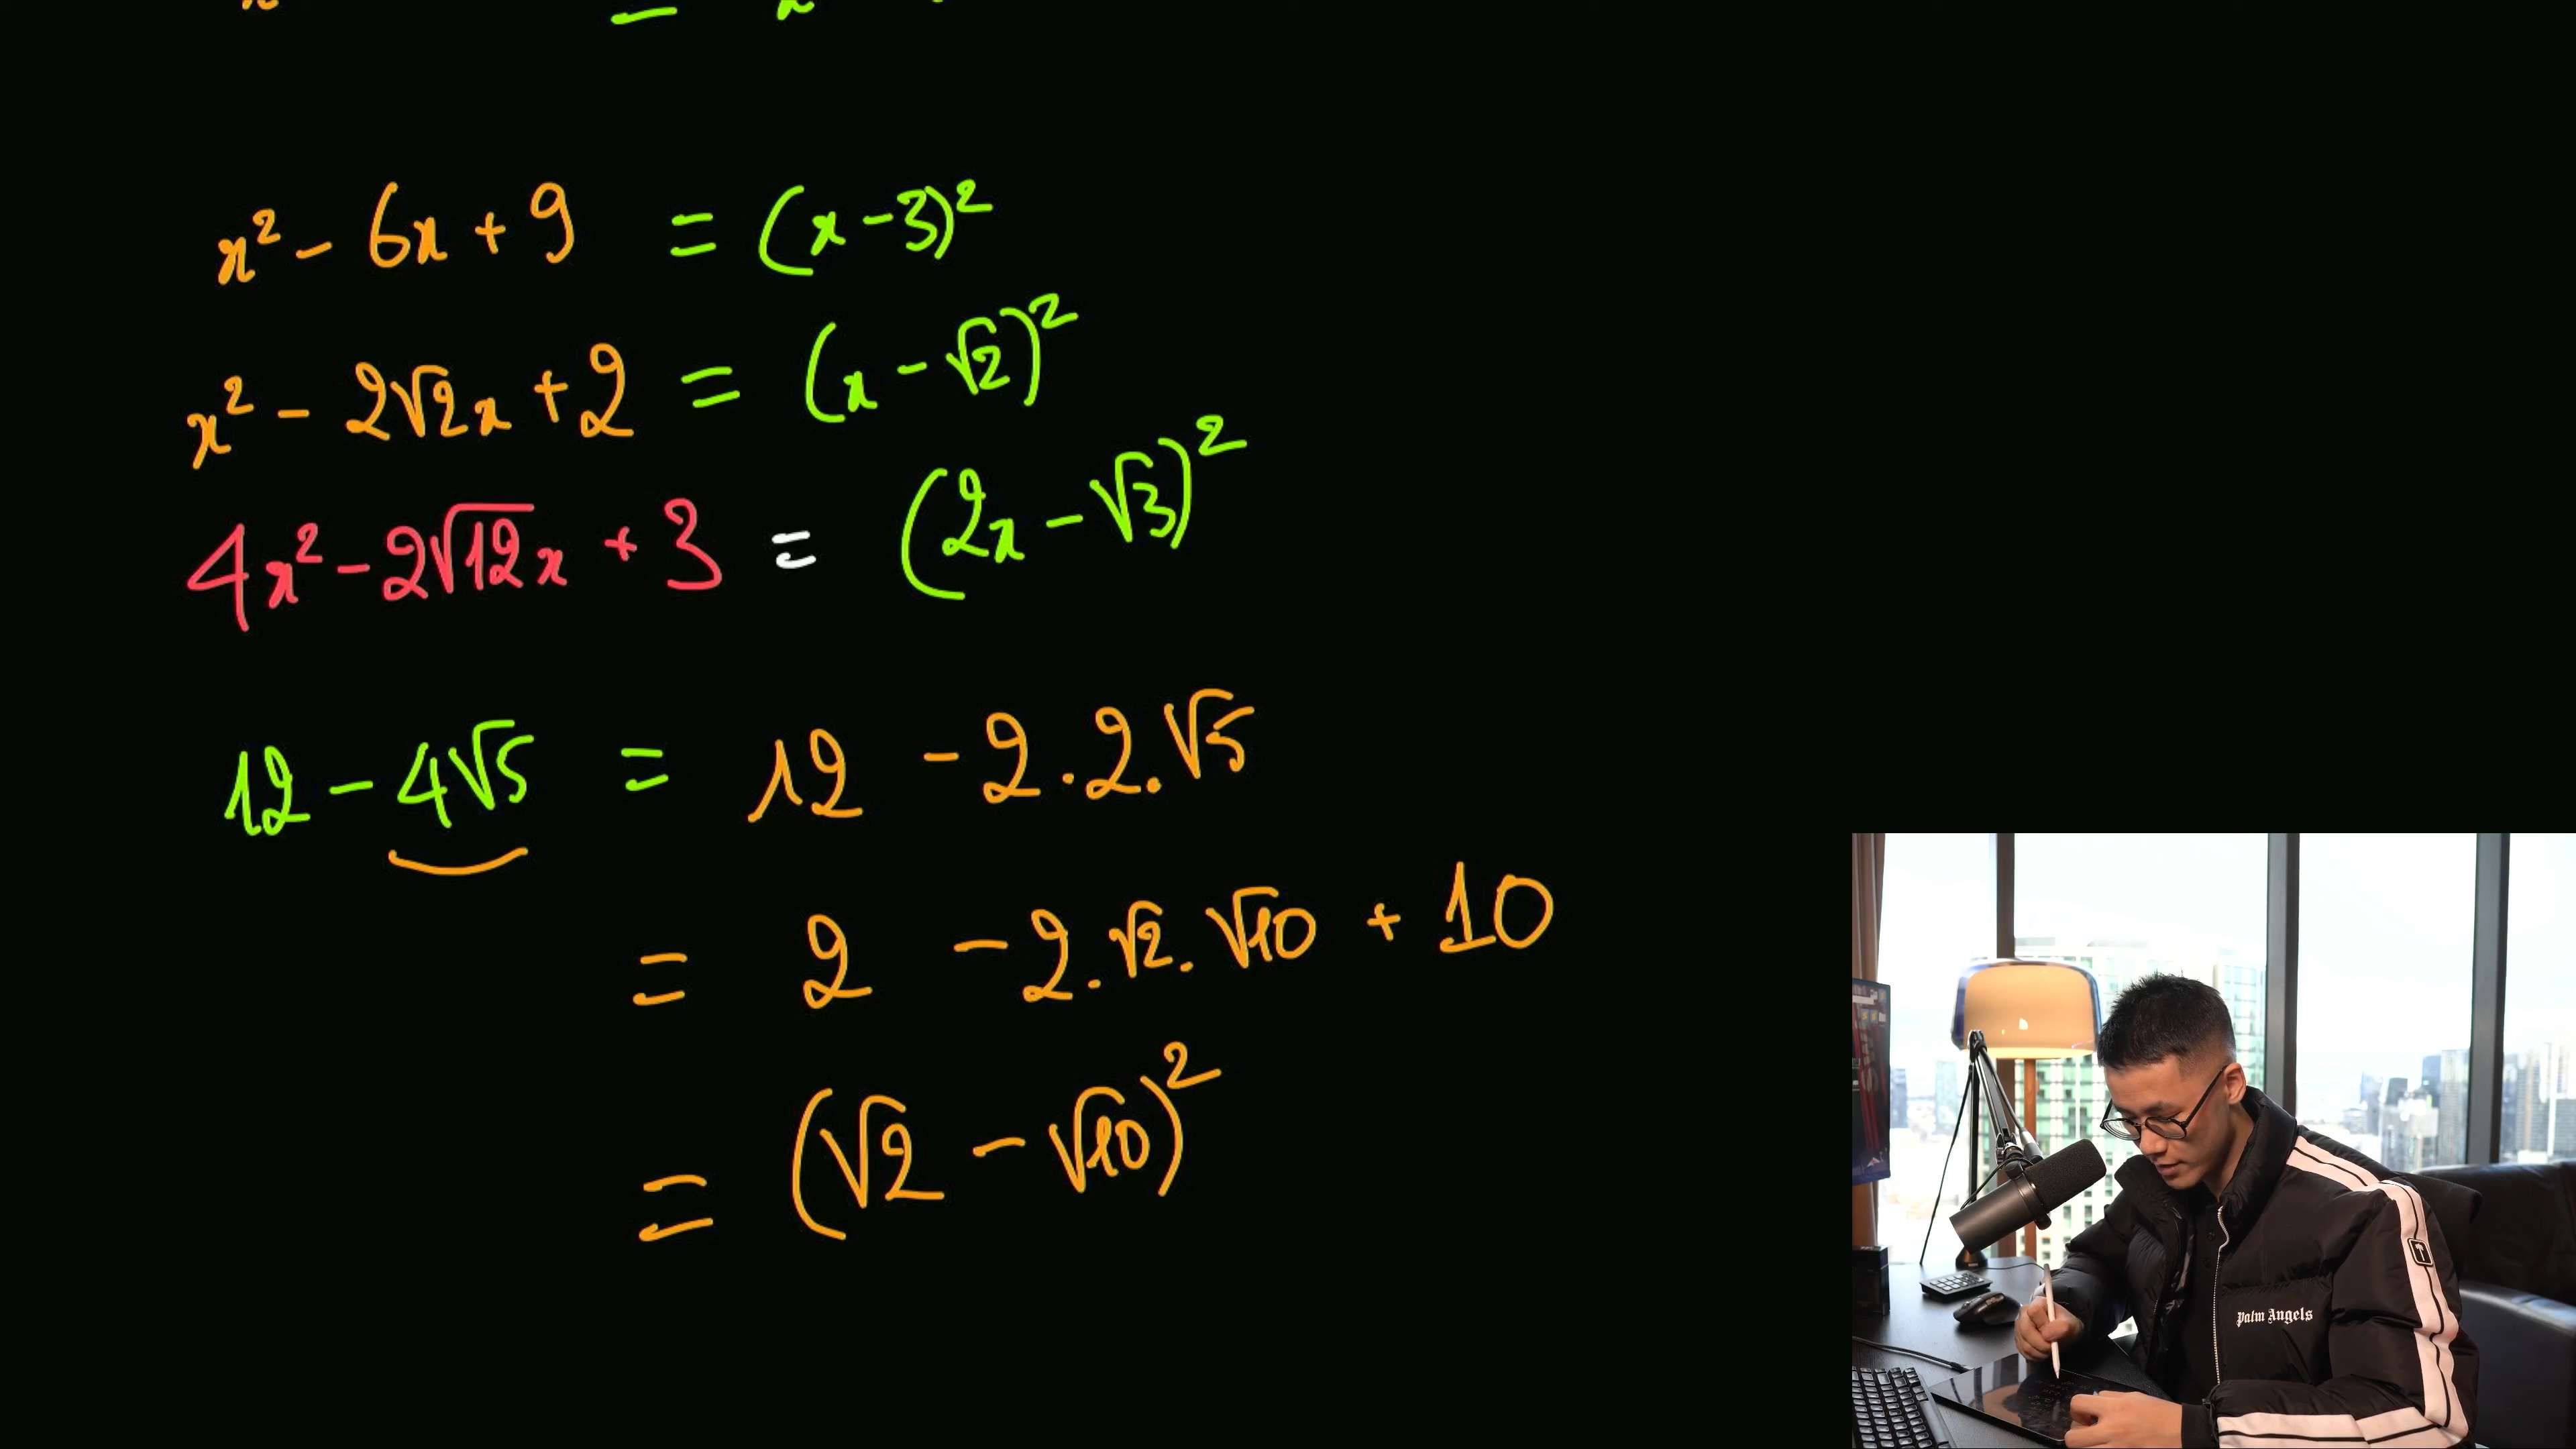 x² - 6x + 9 = (x - 3)²
x² - 2√2x + 2 = (x - √2)²
4x² - 2√12x + 3 = (2x - √3)²
12 - 4√5 = 12 - 2 . 2 . √5
= 2 - 2 . √2 . √10 + 10
= (√2 - √10)²
Palm Angels